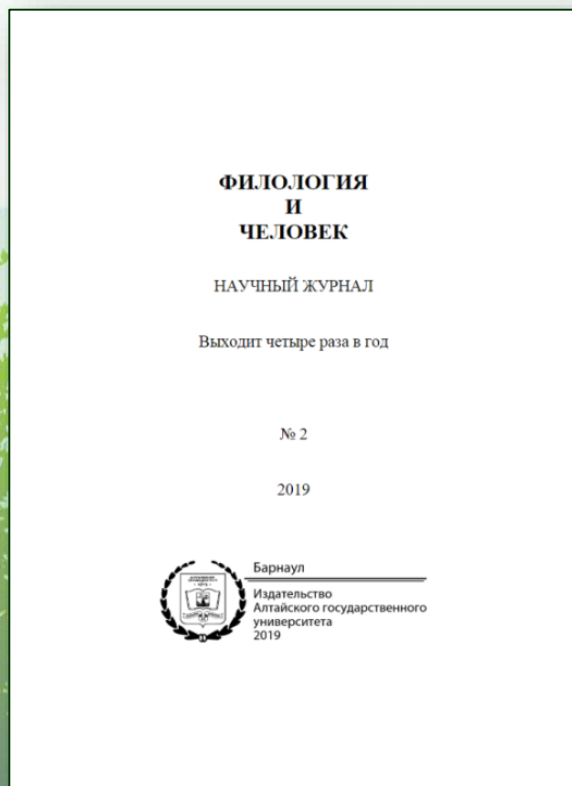 ФИЛОЛОГИЯ
И
ЧЕЛОВЕК
НАУЧНЫЙ ЖУРНАЛ
Выходит четыре раза в год
№ 2
2019
Барнаул
Издательство
Алтайского государственного
университета
2019